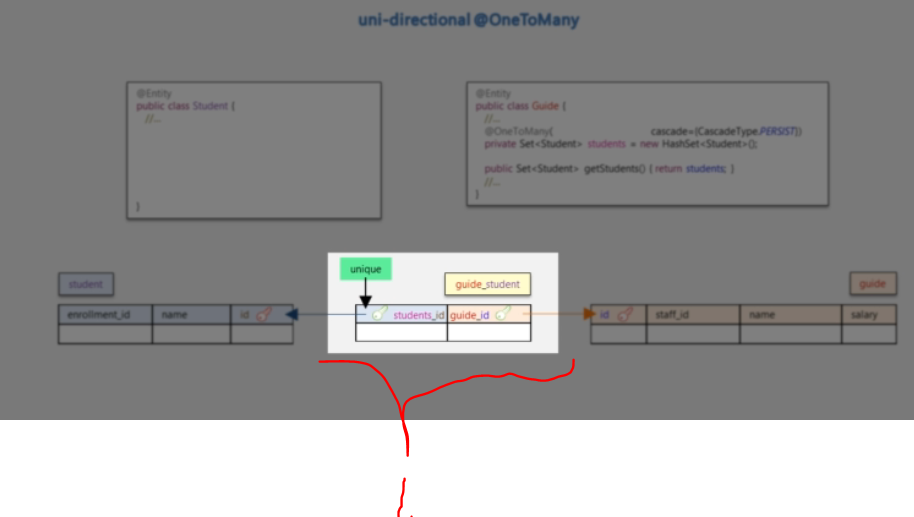 uni-directional @OneToMany
@Entity
public class Student {
//...
}
@Entity
public class Guide {
//...
@OneToMany( cascade={CascadeType.PERSIST})
private Set<Student> students = new HashSet<Student>();
public Set<Student> getStudents() { return students; }
//...
}
unique
student
guide_student
guide
enrollment_id name id
students_id guide_id
id staff_id name salary